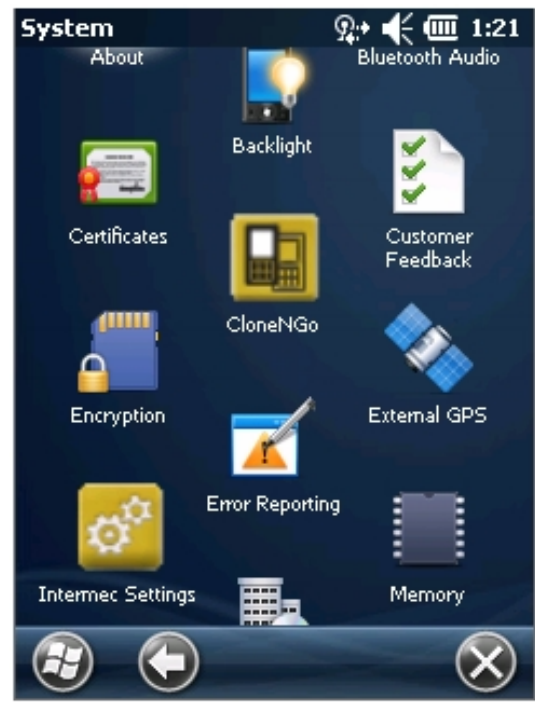 System 1:21
About
Bluetooth Audio
Backlight
Certificates
Customer
Feedback
CloneNGo
Encryption
External GPS
Error Reporting
Intermec Settings
Memory